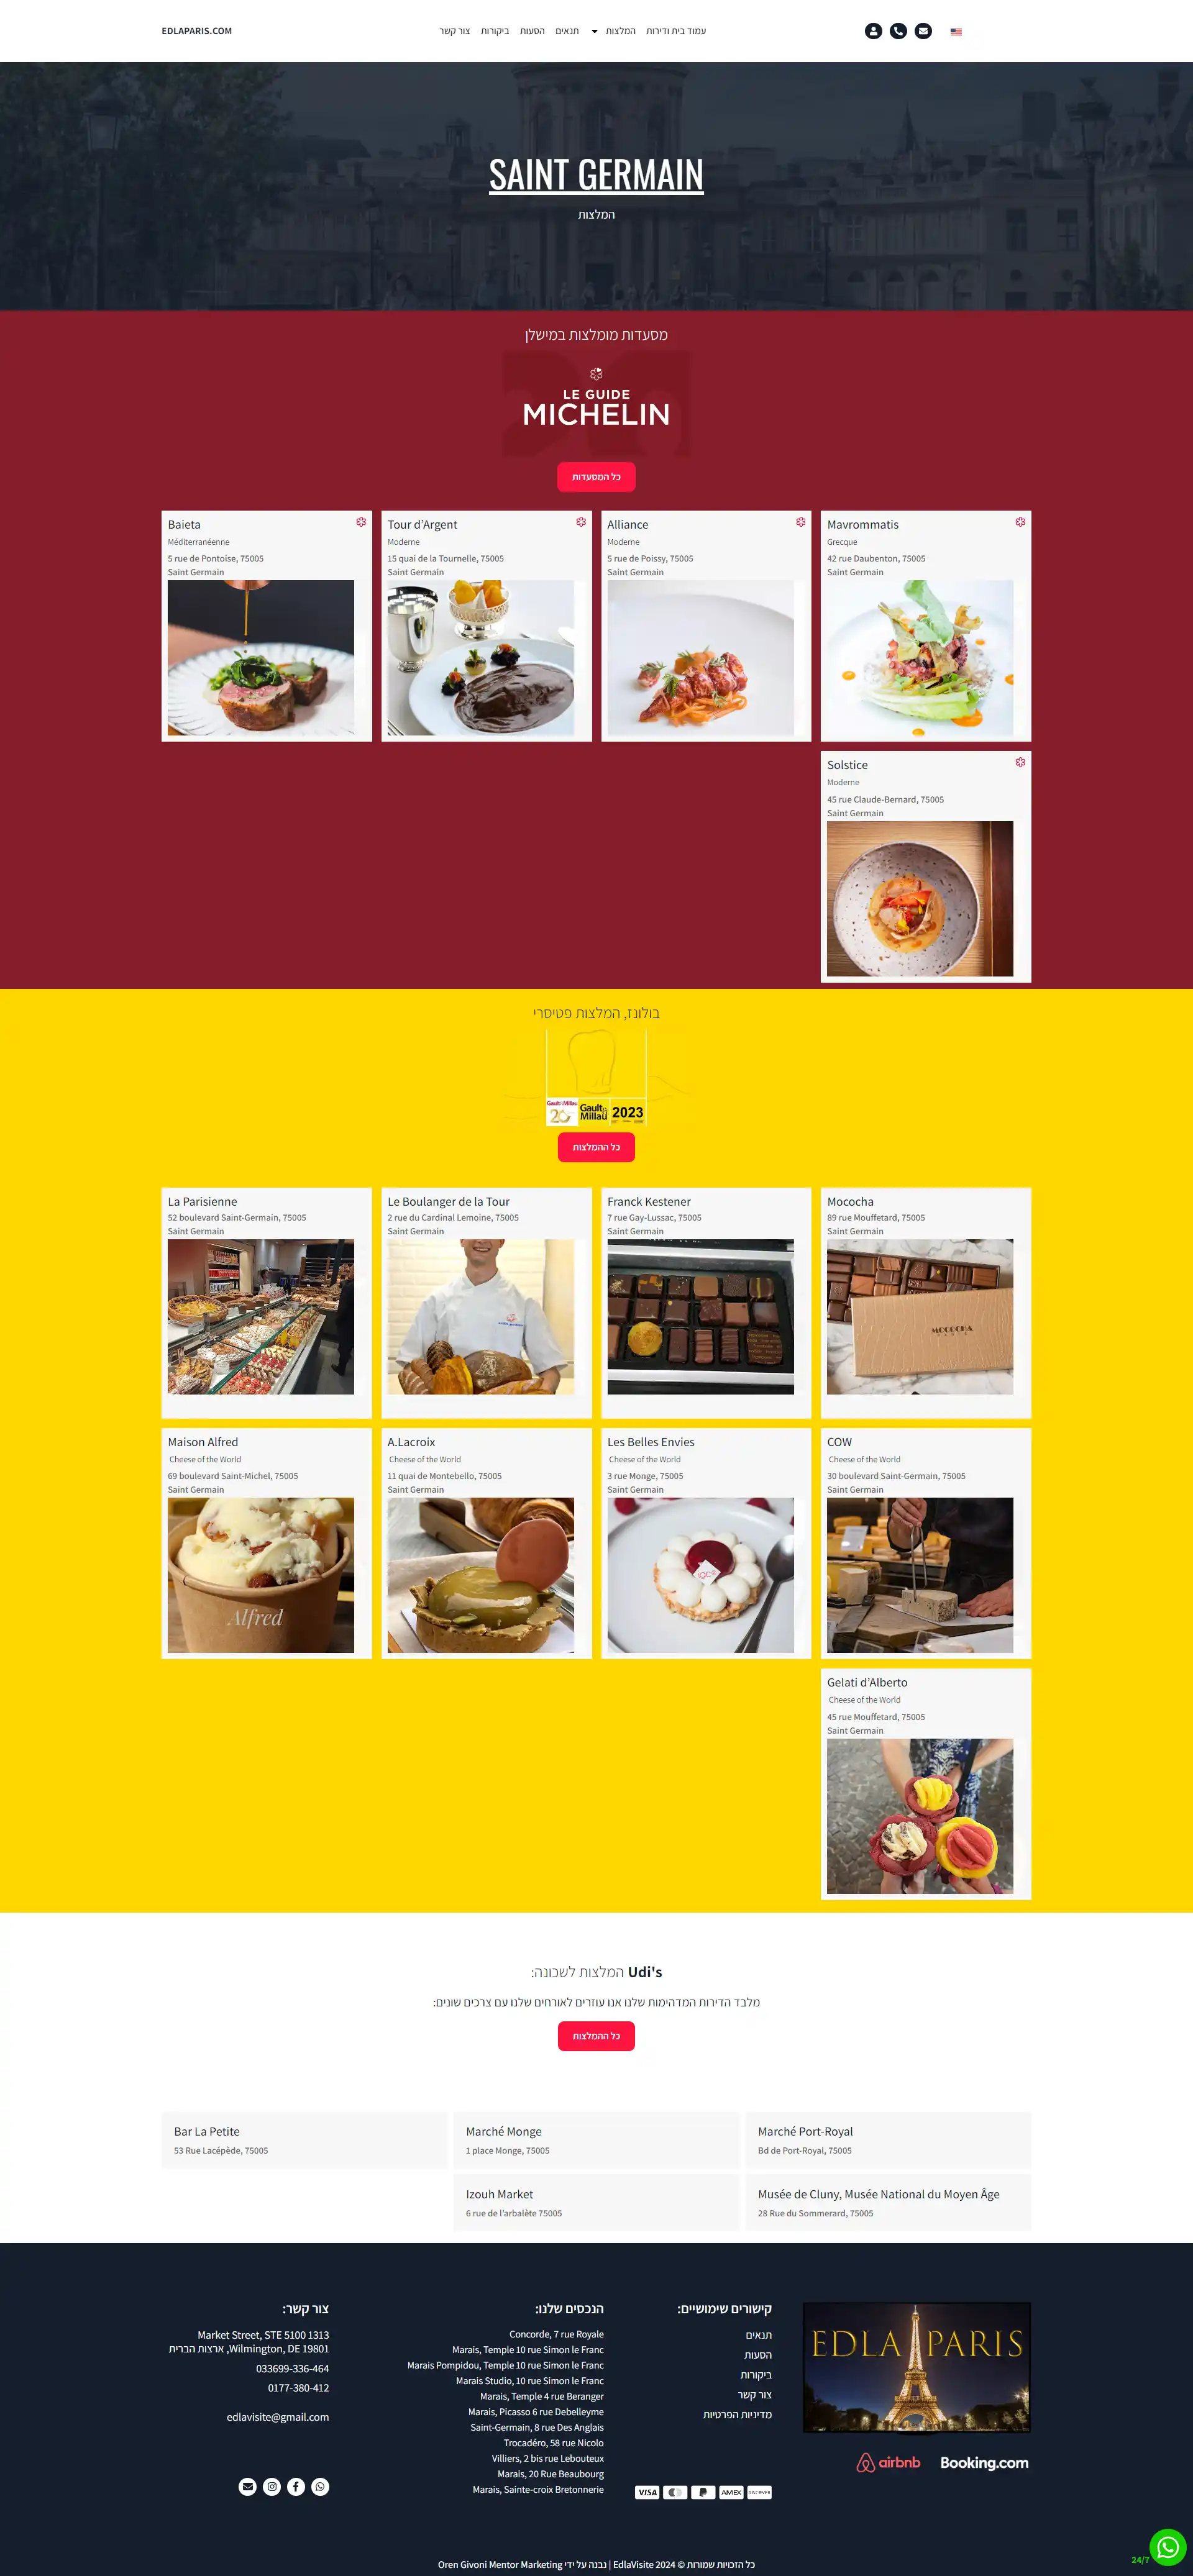 EDLAPARIS.COM
עמוד בית ודירות
המלצות
תנאים
הסעות
ביקורות
צור קשר
SAINT GERMAIN
המלצות
מסעדות מומלצות במישלן
LE GUIDE
MICHELIN
כל המסעדות
Mavrommatis
Grecque
42 rue Daubenton, 75005
Saint Germain
Alliance
Moderne
5 rue de Poissy, 75005
Saint Germain
Tour d’Argent
Moderne
15 quai de la Tournelle, 75005
Saint Germain
Baieta
Méditerranéenne
5 rue de Pontoise, 75005
Saint Germain
Solstice
Moderne
45 rue Claude-Bernard, 75005
Saint Germain
בולונז, המלצות פטיסרי
Gault&Millau
Gault&
Millau
2023
כל ההמלצות
Mococha
89 rue Mouffetard, 75005
Saint Germain
MOCOCHA
Franck Kestener
7 rue Gay-Lussac, 75005
Saint Germain
Le Boulanger de la Tour
2 rue du Cardinal Lemoine, 75005
Saint Germain
La Parisienne
52 boulevard Saint-Germain, 75005
Saint Germain
COW
Cheese of the World
30 boulevard Saint-Germain, 75005
Saint Germain
Les Belles Envies
Cheese of the World
3 rue Monge, 75005
Saint Germain
A.Lacroix
Cheese of the World
11 quai de Montebello, 75005
Saint Germain
Maison Alfred
Cheese of the World
69 boulevard Saint-Michel, 75005
Saint Germain
Alfred
Gelati d’Alberto
Cheese of the World
45 rue Mouffetard, 75005
Saint Germain
Udi's המלצות לשכונה:
מלבד הדירות המדהימות שלנו אנו עוזרים לאורחים שלנו עם צרכים שונים:
כל ההמלצות
Marché Port-Royal
Bd de Port-Royal, 75005
Marché Monge
1 place Monge, 75005
Bar La Petite
53 Rue Lacépède, 75005
Musée de Cluny, Musée National du Moyen Âge
28 Rue du Sommerard, 75005
Izouh Market
6 rue de l’arbalète 75005
EDLA PARIS
airbnb
Booking.com
קישורים שימושיים:
תנאים
הסעות
ביקורות
צור קשר
מדיניות הפרטיות
VISA
AMEX
DISCOVER
הנכסים שלנו:
Concorde, 7 rue Royale
Marais, Temple 10 rue Simon le Franc
Marais Pompidou, Temple 10 rue Simon le Franc
Marais Studio, 10 rue Simon le Franc
Marais, Temple 4 rue Beranger
Marais, Picasso 6 rue Debelleyme
Saint-Germain, 8 rue Des Anglais
Trocadéro, 58 rue Nicolo
Villiers, 2 bis rue Lebouteux
Marais, 20 Rue Beaubourg
Marais, Sainte-croix Bretonnerie
צור קשר:
Market Street, STE 5100 1313
Wilmington, DE 19801, ארצות הברית
033699-336-464
0177-380-412
edlavisite@gmail.com
כל הזכויות שמורות © 2024 EdlaVisite | נבנה על ידי Oren Givoni Mentor Marketing
24/7